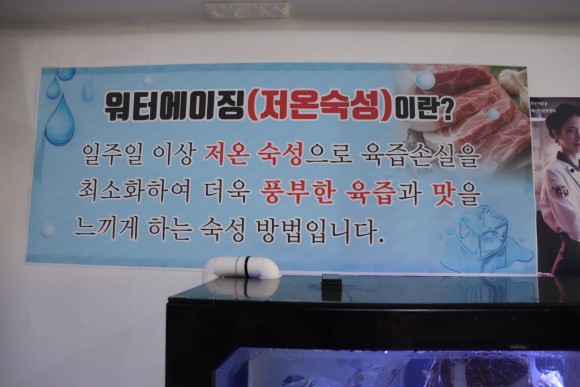 워터에이징(저온숙성)이란?
일주일 이상 저온 숙성으로 육즙손실을
최소화하여 더욱 풍부한 육즙과 맛을
느끼게 하는 숙성 방법입니다.